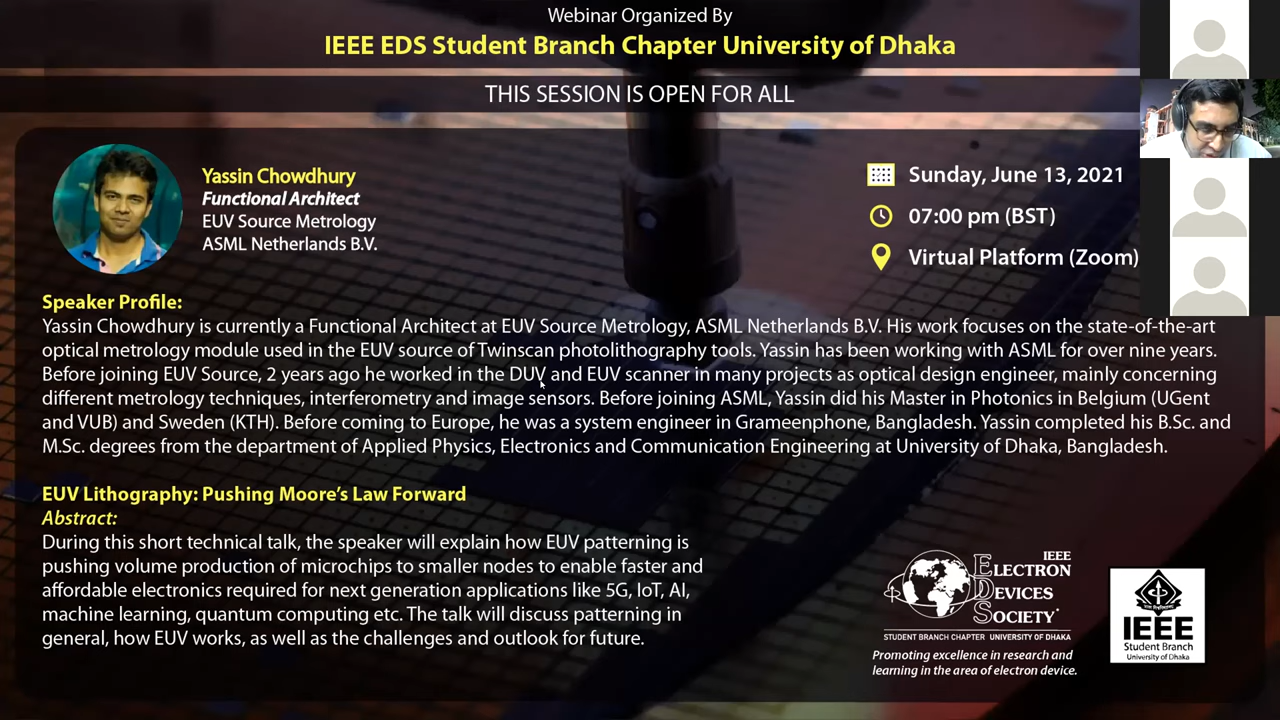 Webinar Organized By
IEEE EDS Student Branch Chapter University of Dhaka
THIS SESSION IS OPEN FOR ALL
Yassin Chowdhury
Functional Architect
EUV Source Metrology
ASML Netherlands B.V.
Sunday, June 13, 2021
07:00 pm (BST)
Virtual Platform (Zoom)
Speaker Profile:
Yassin Chowdhury is currently a Functional Architect at EUV Source Metrology, ASML Netherlands B.V. His work focuses on the state-of-the-art
optical metrology module used in the EUV source of Twinscan photolithography tools. Yassin has been working with ASML for over nine years.
Before joining EUV Source, 2 years ago he worked in the DUV and EUV scanner in many projects as optical design engineer, mainly concerning
different metrology techniques, interferometry and image sensors. Before joining ASML, Yassin did his Master in Photonics in Belgium (UGent
and VUB) and Sweden (KTH). Before coming to Europe, he was a system engineer in Grameenphone, Bangladesh. Yassin completed his B.Sc. and
M.Sc. degrees from the department of Applied Physics, Electronics and Communication Engineering at University of Dhaka, Bangladesh.
EUV Lithography: Pushing Moore's Law Forward
Abstract:
During this short technical talk, the speaker will explain how EUV patterning is
pushing volume production of microchips to smaller nodes to enable faster and
affordable electronics required for next generation applications like 5G, IoT, AI,
machine learning, quantum computing etc. The talk will discuss patterning in
general, how EUV works, as well as the challenges and outlook for future.
IEEE
ELECTRON
DEVICES
SOCIETY
STUDENT BRANCH CHAPTER UNIVERSITY OF DHAKA
Promoting excellence in research and
learning in the area of electron device.
IEEE
Student Branch
University of Dhaka